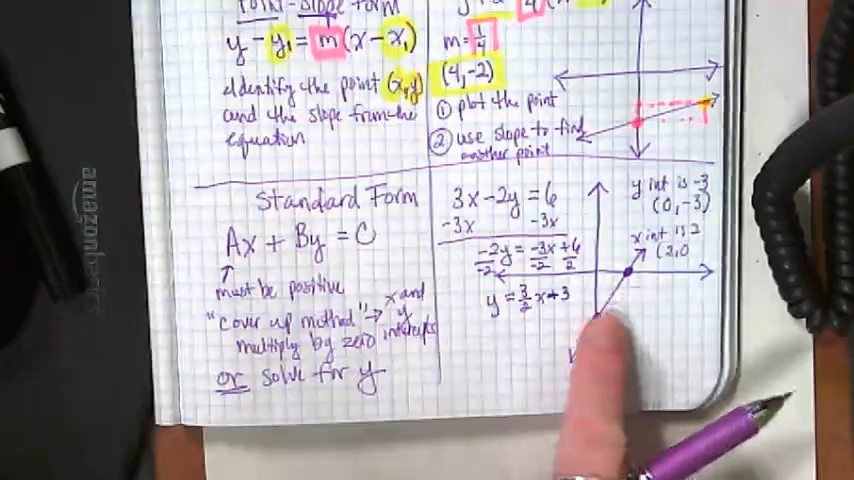 Point-Slope form
y - y₁ = m(x - x₁)
Identify the point (x,y)
and the slope from the
equation
m = 1/4
(4,-2)
① plot the point
② use slope to find
another point
Standard Form
Ax + By = C
↑
must be positive
"cover up method" → x and y
multiply by zero intercepts
or solve for y
3x - 2y = 6
-3x -3x
-2y = -3x + 6
-2 -2 2
y = 3/2 x + 3
y int is -3
(0, -3)
x int is 2
(2,0
amazonbasics